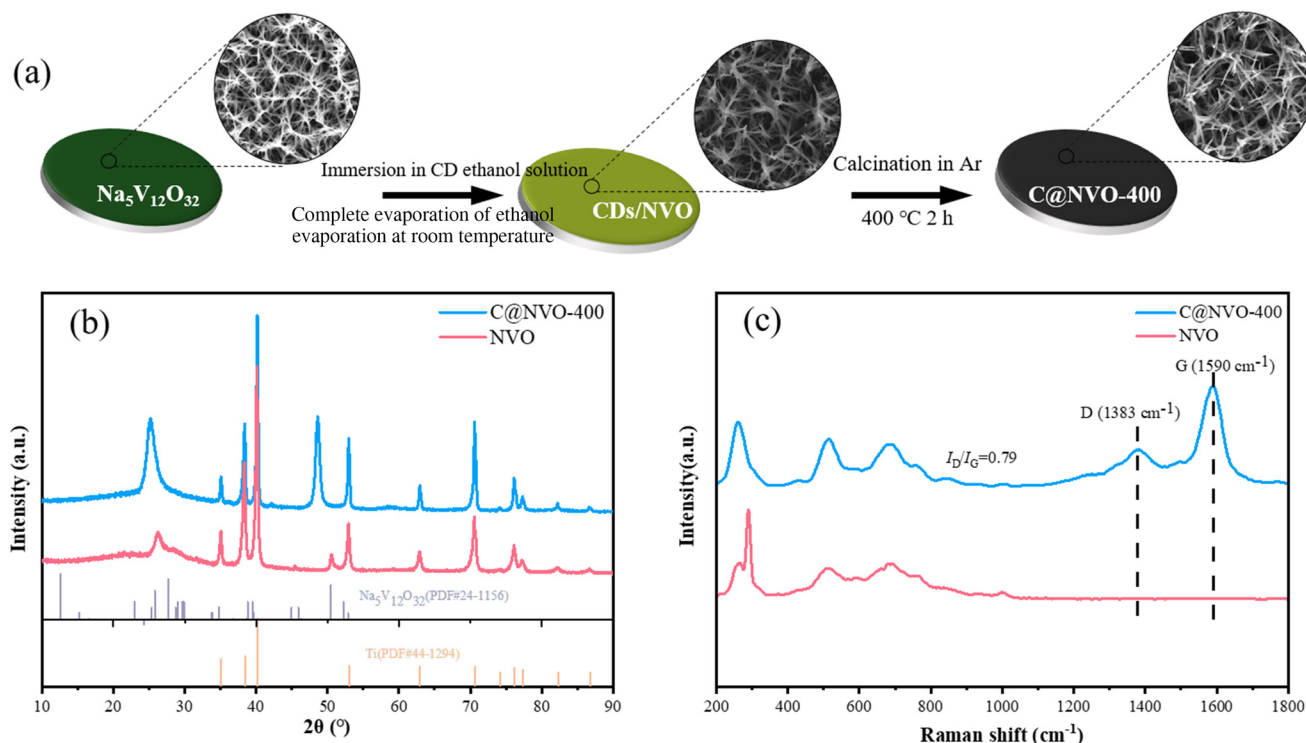 (a)
Na₅V₁₂O₃₂
Immersion in CD ethanol solution
Complete evaporation of ethanol
evaporation at room temperature
CDs/NVO
Calcination in Ar
400 °C 2 h
C@NVO-400
(b)
C@NVO-400
NVO
Na₅V₁₂O₃₂(PDF#24-1156)
Ti(PDF#44-1294)
Intensity (a.u.)
10 20 30 40 50 60 70 80 90
2θ (°)
(c)
C@NVO-400
NVO
G (1590 cm⁻¹)
D (1383 cm⁻¹)
I_D/I_G=0.79
Intensity(a.u.)
200 400 600 800 1000 1200 1400 1600 1800
Raman shift (cm⁻¹)